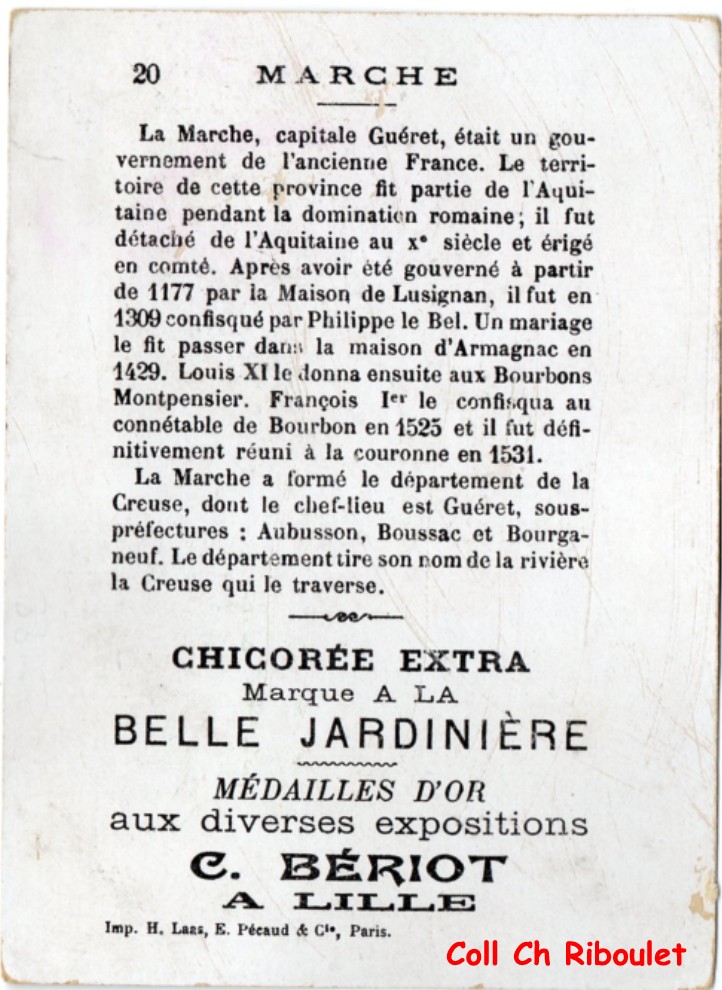 20 MARCHE
La Marche, capitale Guéret, était un gou-
vernement de l'ancienne France. Le terri-
toire de cette province fit partie de l'Aqui-
taine pendant la domination romaine; il fut
détaché de l'Aquitaine au xe siècle et érigé
en comté. Après avoir été gouverné à partir
de 1177 par la Maison de Lusignan, il fut en
1309 confisqué par Philippe le Bel. Un mariage
le fit passer dans la maison d'Armagnac en
1429. Louis XI le donna ensuite aux Bourbons
Montpensier. François Ier le confisqua au
connétable de Bourbon en 1525 et il fut défi-
nitivement réuni à la couronne en 1531.
La Marche a formé le département de la
Creuse, dont le chef-lieu est Guéret, sous-
préfectures : Aubusson, Boussac et Bourga-
neuf. Le département tire son nom de la rivière
la Creuse qui le traverse.
CHICORÉE EXTRA
Marque A LA
BELLE JARDINIÈRE
MÉDAILLES D'OR
aux diverses expositions
C. BÉRIOT
A LILLE
Imp. H. Laas, E. Pécaud & Cie, Paris.
Coll Ch Riboulet